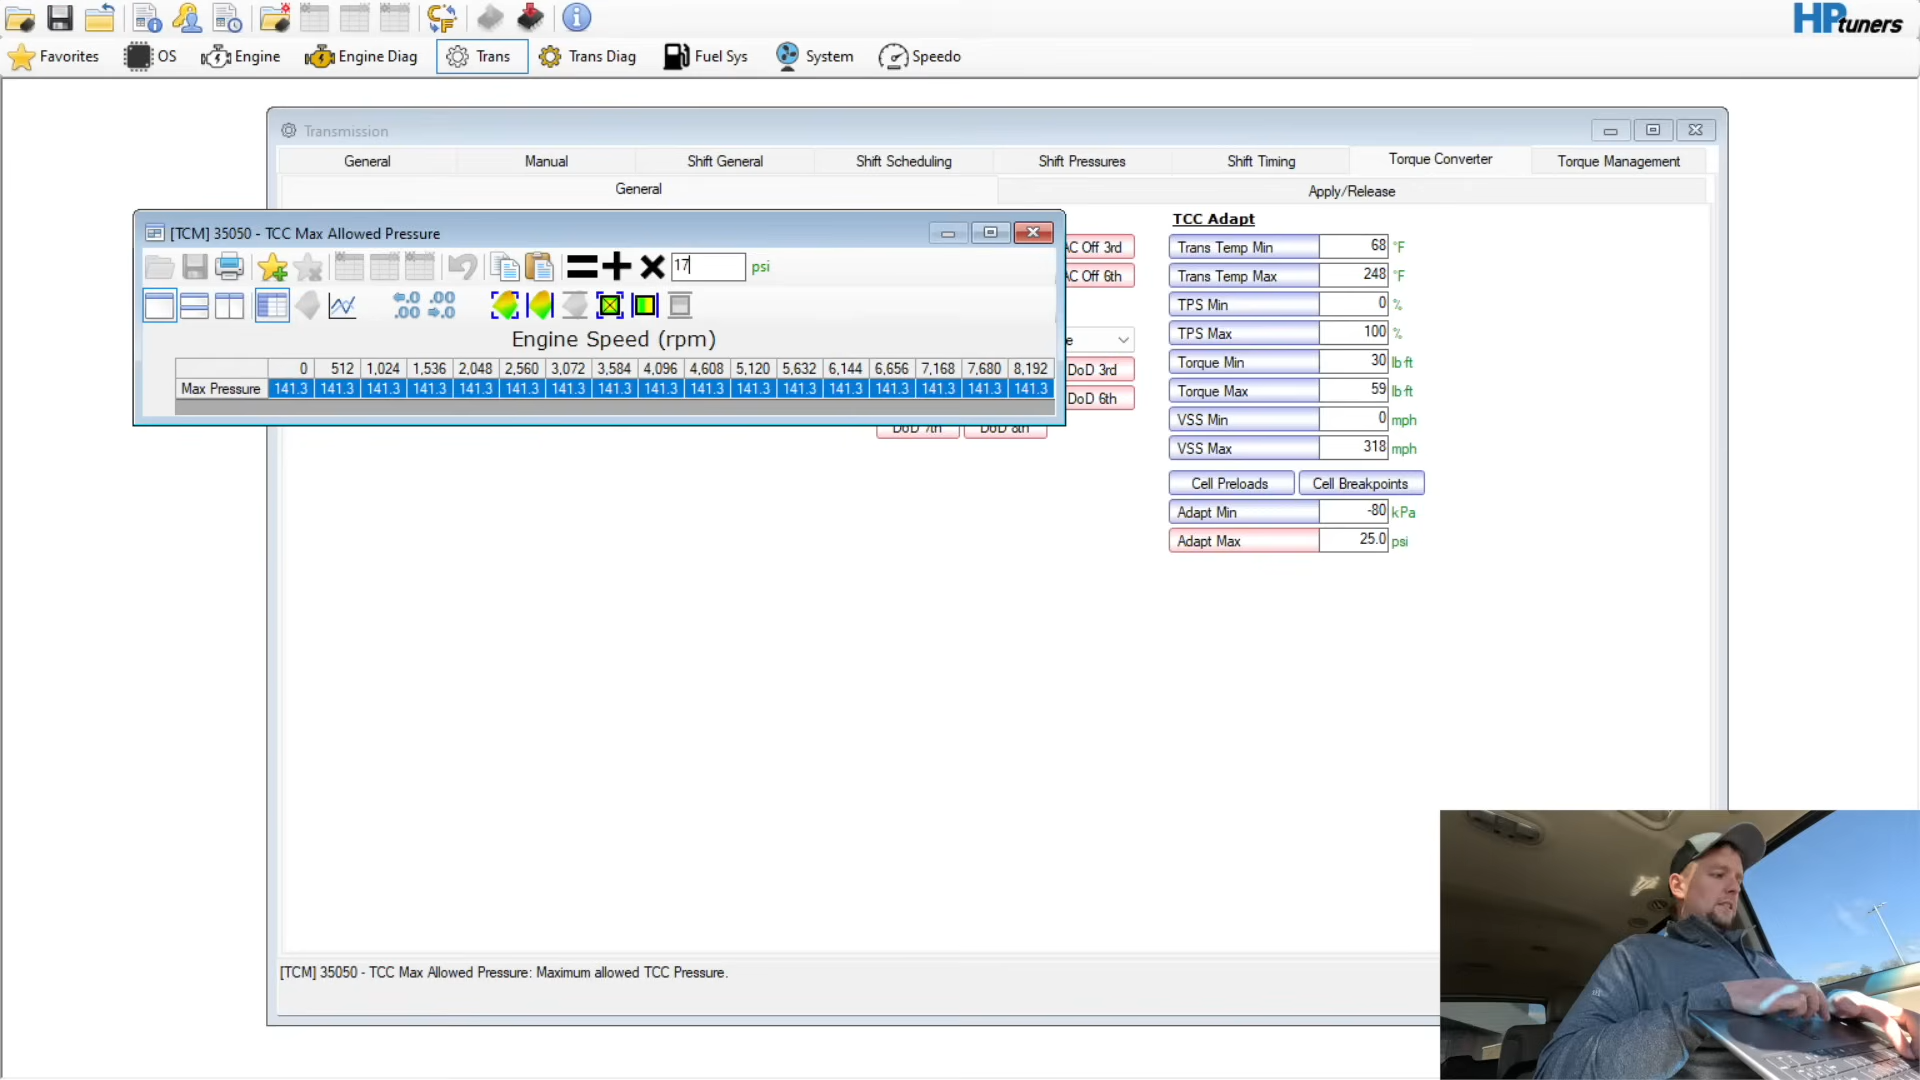 HPtuners
Favorites OS Engine Engine Diag Trans Trans Diag Fuel Sys System Speedo
Transmission
General Manual Shift General Shift Scheduling Shift Pressures Shift Timing Torque Converter Torque Management
General Apply/Release
[TCM] 35050 - TCC Max Allowed Pressure
17 psi
Engine Speed (rpm)
0 512 1,024 1,536 2,048 2,560 3,072 3,584 4,096 4,608 5,120 5,632 6,144 6,656 7,168 7,680 8,192
Max Pressure 141.3 141.3 141.3 141.3 141.3 141.3 141.3 141.3 141.3 141.3 141.3 141.3 141.3 141.3 141.3 141.3 141.3
AC Off 3rd
AC Off 6th
DoD 3rd
DoD 6th
DoD 7th DoD 8th
TCC Adapt
Trans Temp Min 68 °F
Trans Temp Max 248 °F
TPS Min 0 %
TPS Max 100 %
Torque Min 30 lb·ft
Torque Max 59 lb·ft
VSS Min 0 mph
VSS Max 318 mph
Cell Preloads Cell Breakpoints
Adapt Min -80 kPa
Adapt Max 25.0 psi
[TCM] 35050 - TCC Max Allowed Pressure: Maximum allowed TCC Pressure.